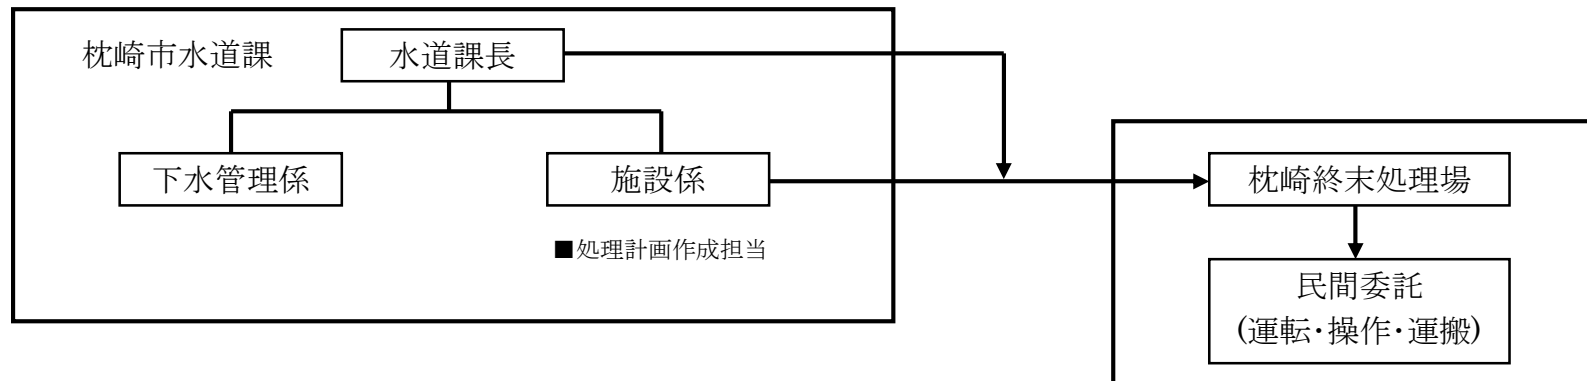 枕崎市水道課
水道課長
下水管理係
施設係
枕崎終末処理場
■処理計画作成担当
民間委託
(運転・操作・運搬)